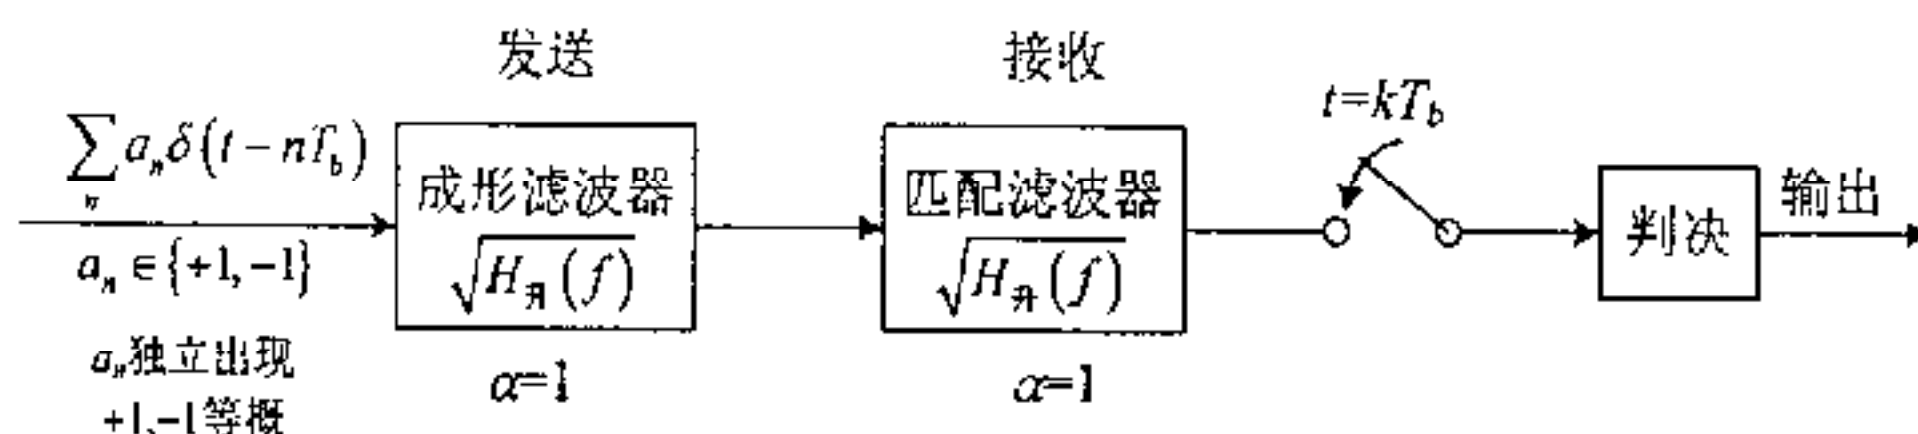 发送
接收
t=kT_b
∑_n a_n δ(t−nT_b)
a_n∈{+1,−1}
a_n独立出现
+1,−1等概
成形滤波器
√H_升(f)
α=1
匹配滤波器
√H_升(f)
α=1
判决
输出